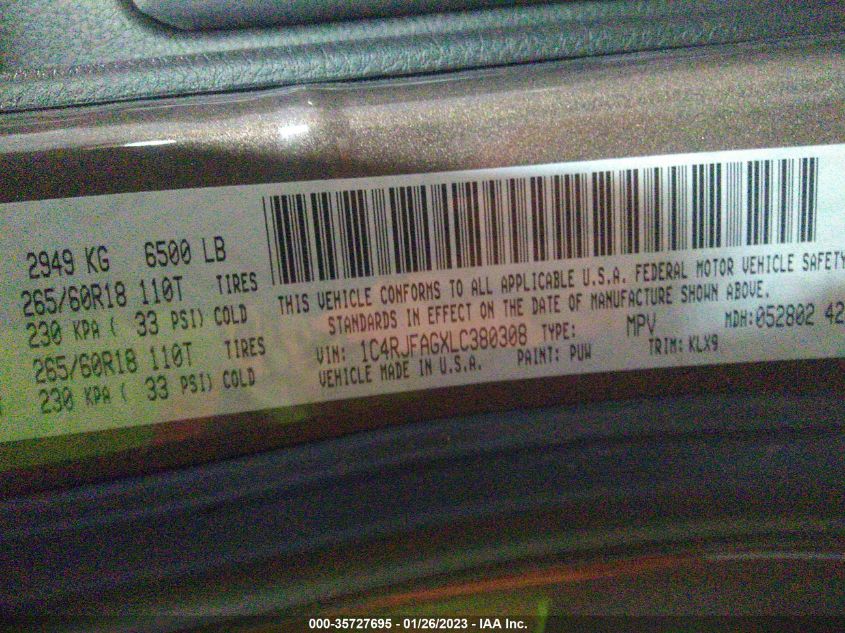 2949 KG 6500 LB
265/60R18 110T TIRES
230 KPA ( 33 PSI) COLD
265/60R18 110T TIRES
230 KPA ( 33 PSI) COLD
THIS VEHICLE CONFORMS TO ALL APPLICABLE U.S.A. FEDERAL MOTOR VEHICLE SAFETY
STANDARDS IN EFFECT ON THE DATE OF MANUFACTURE SHOWN ABOVE.
VIN: 1C4RJFAGXLC380308 TYPE: MPV MDH:052802 42
VEHICLE MADE IN U.S.A. PAINT: PUW TRIM: KLX9
000-35727695 - 01/26/2023 - IAA Inc.